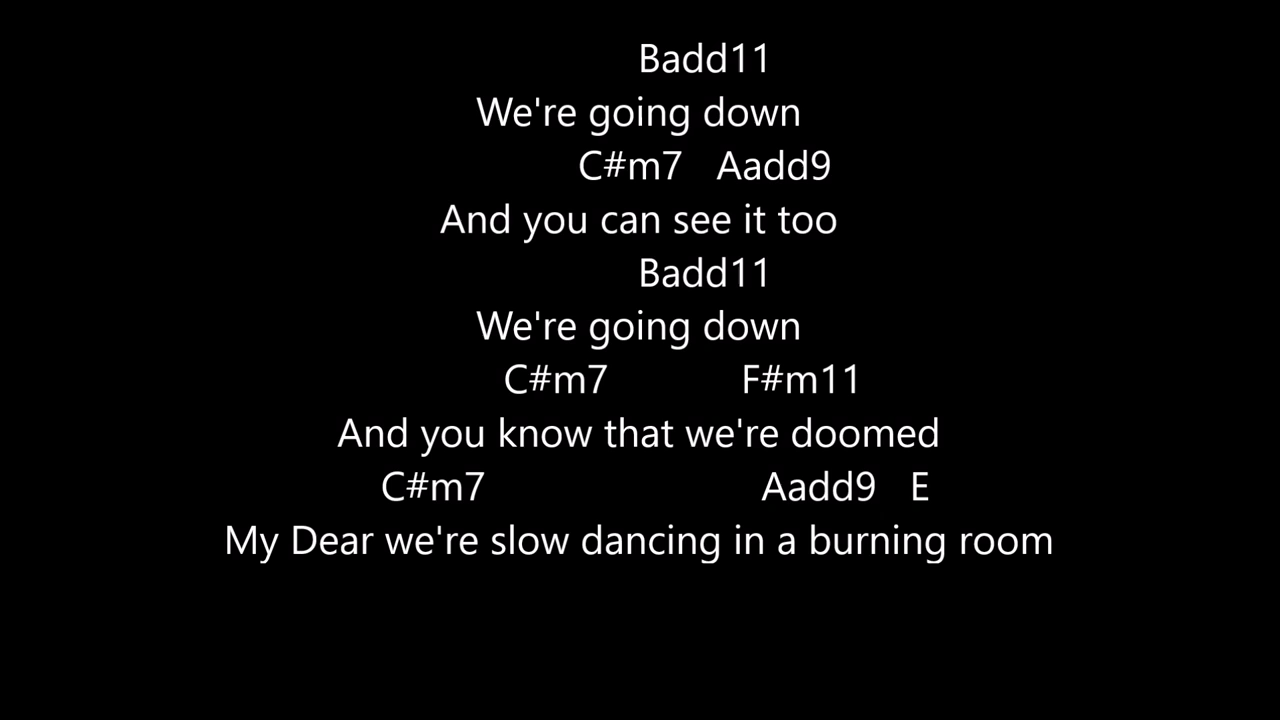 Badd11
We're going down
C#m7 Aadd9
And you can see it too
Badd11
We're going down
C#m7 F#m11
And you know that we're doomed
C#m7 Aadd9 E
My Dear we're slow dancing in a burning room